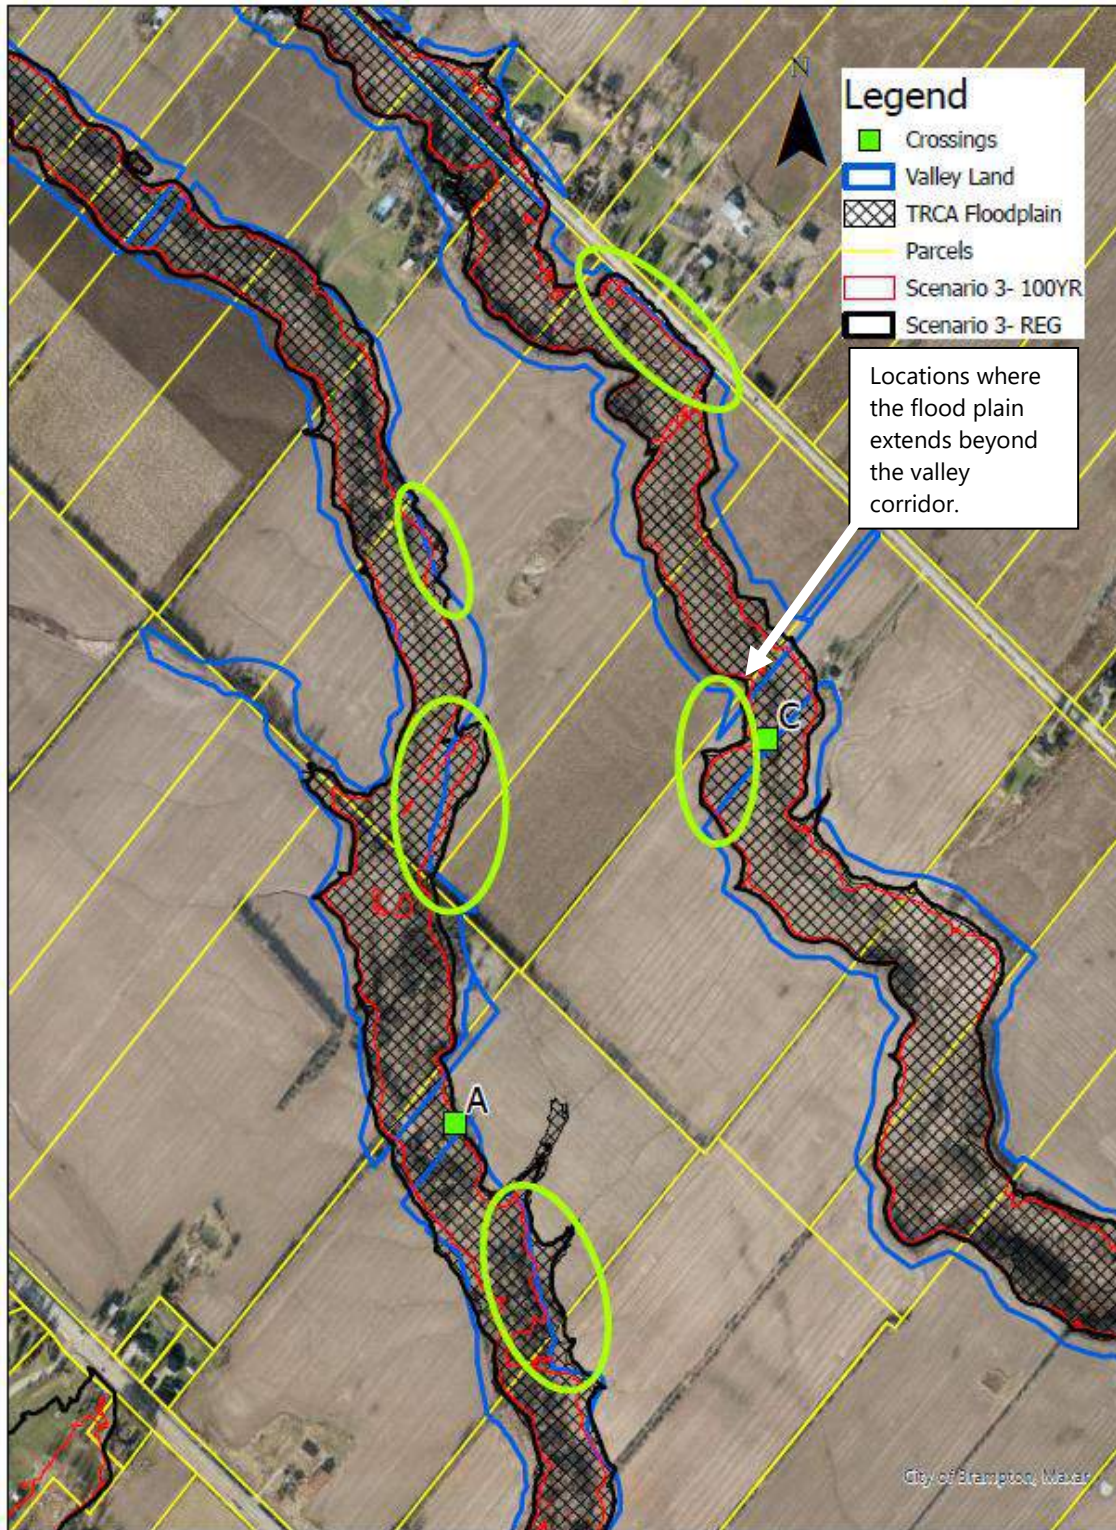 N
Legend
Crossings
Valley Land
TRCA Floodplain
Parcels
Scenario 3- 100YR
Scenario 3- REG
Locations where
the flood plain
extends beyond
the valley
corridor.
C
A
City of Brampton, Maxar